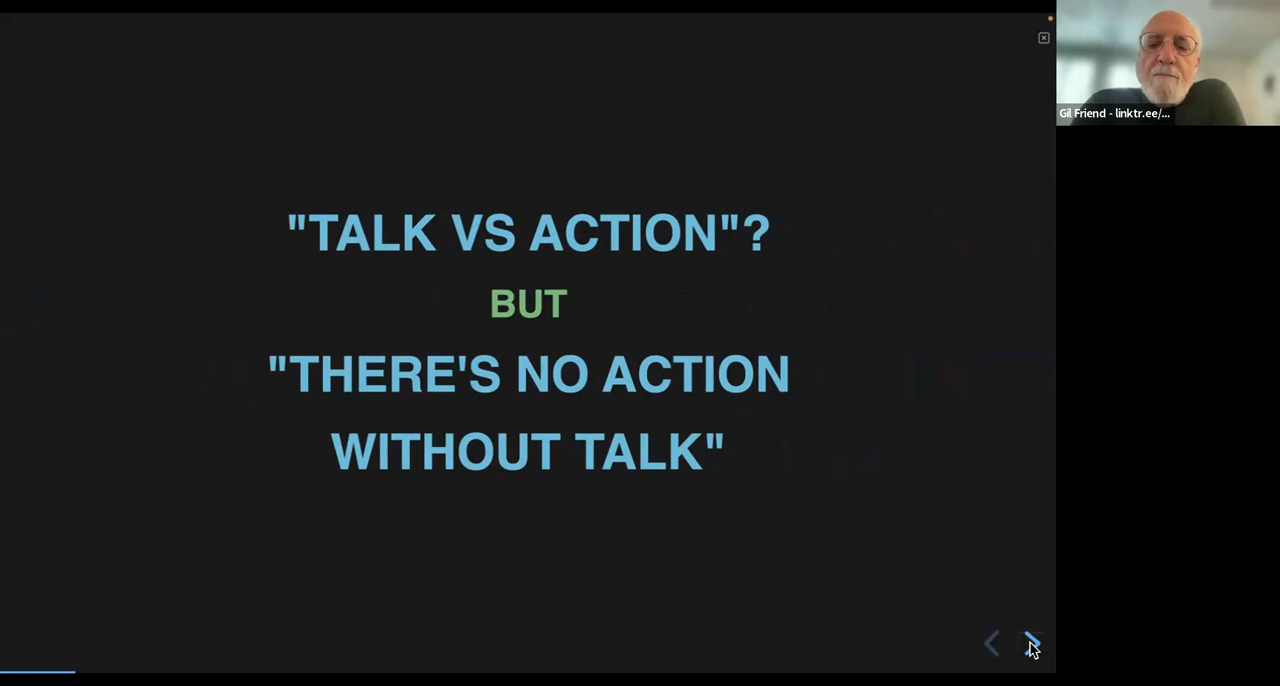 "TALK VS ACTION"?
BUT
"THERE'S NO ACTION
WITHOUT TALK"
Gil Friend - linktr.ee/...